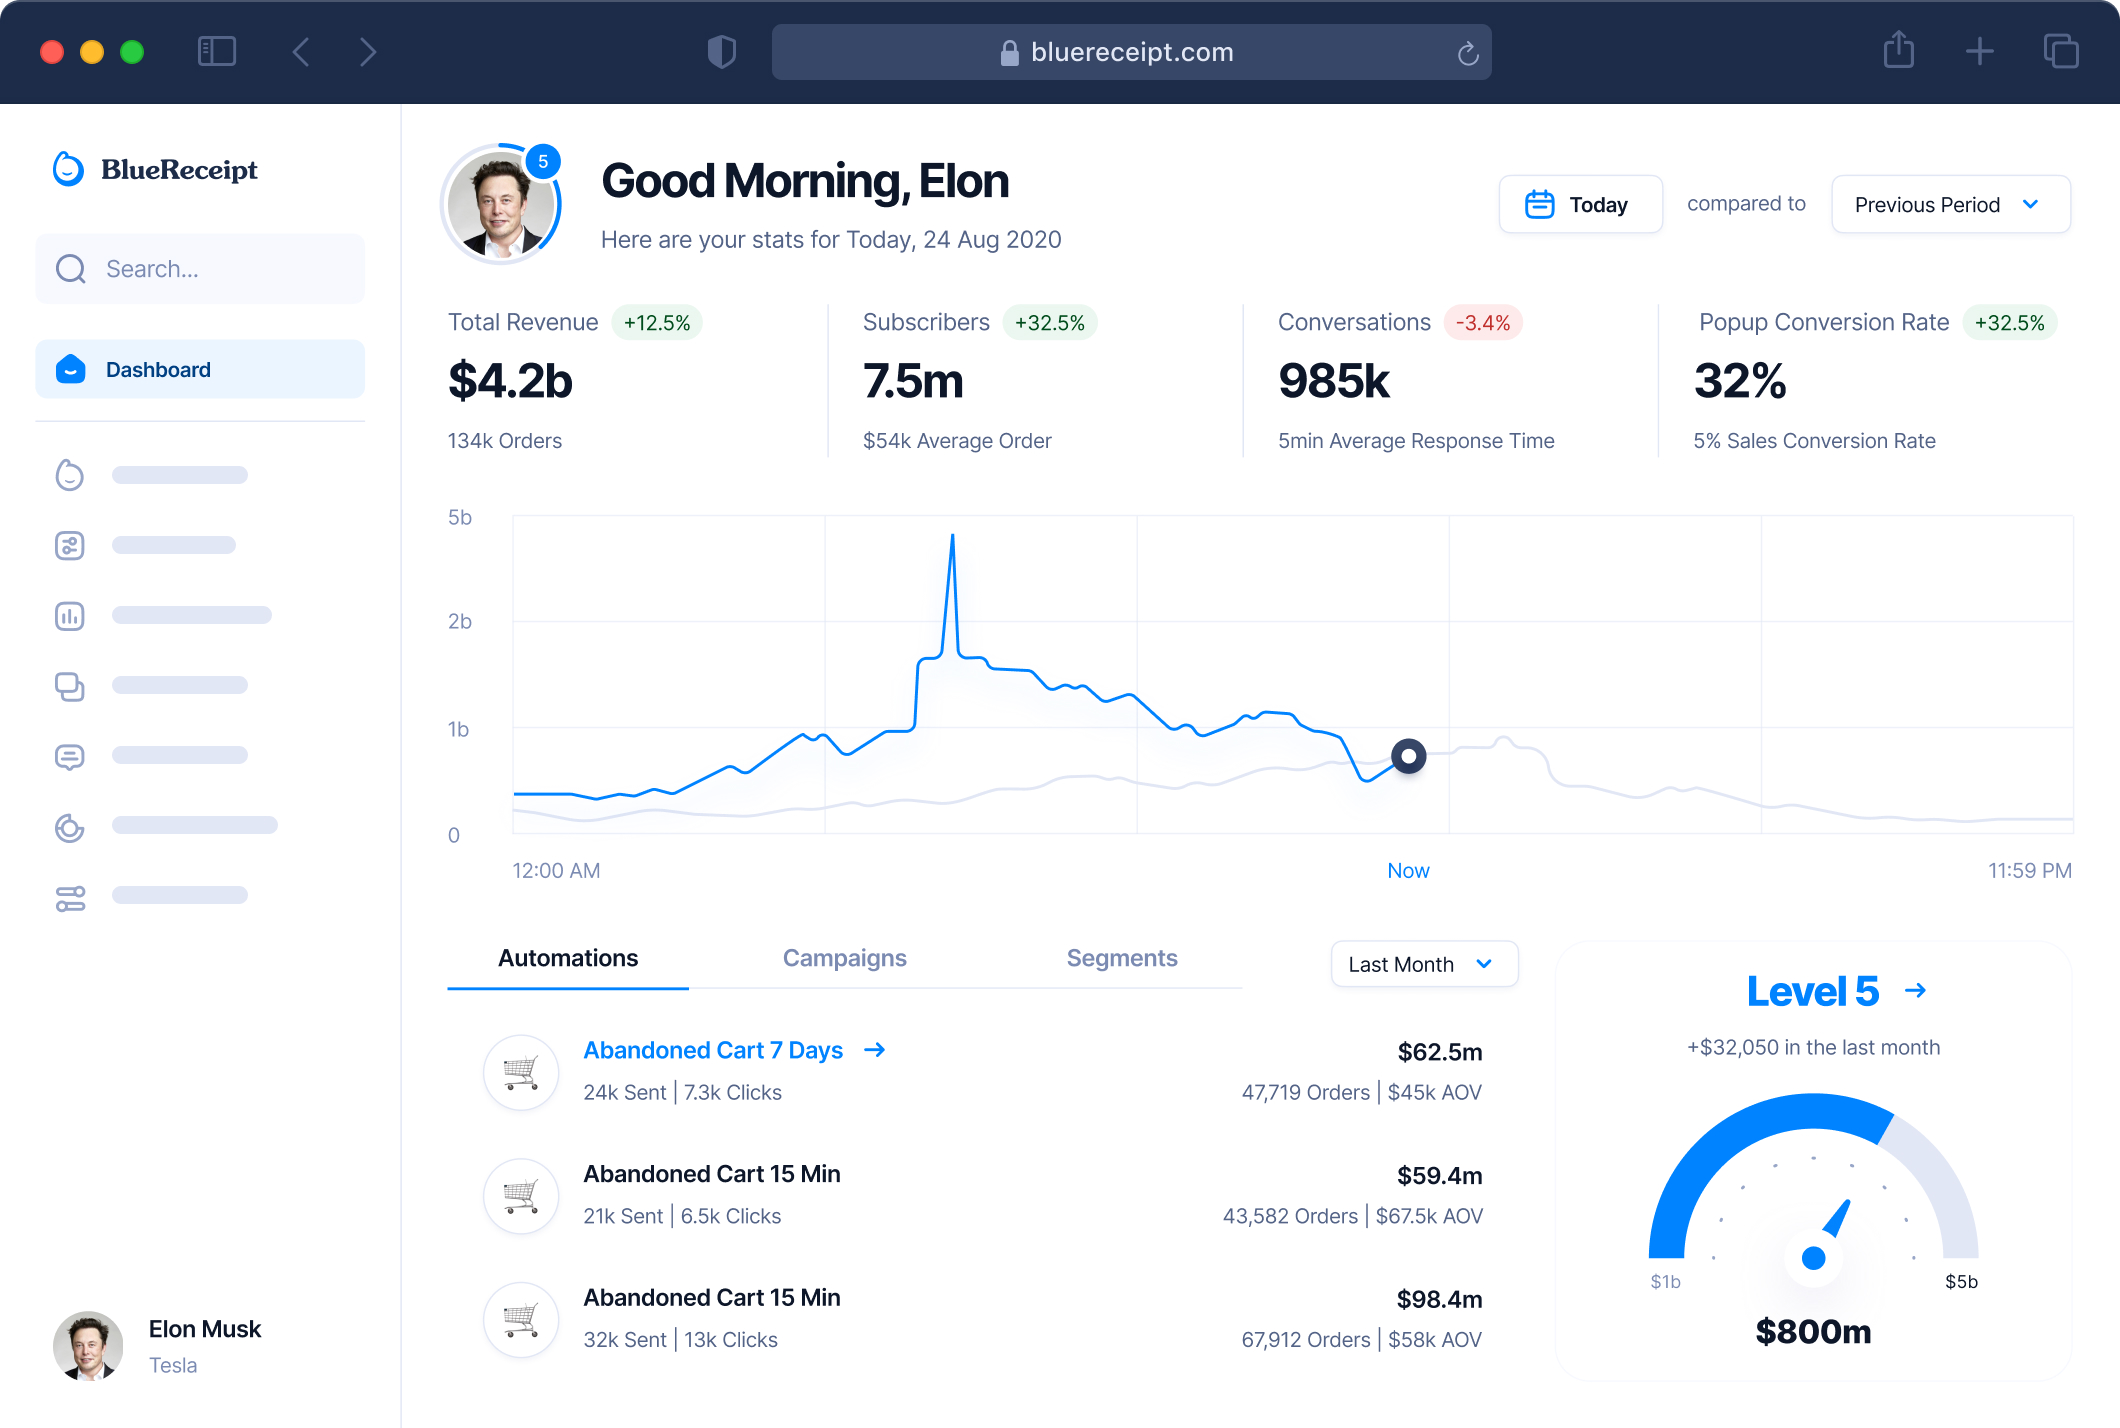 bluereceipt.com
BlueReceipt
Search...
Dashboard
Elon Musk
Tesla
5
Good Morning, Elon
Here are your stats for Today, 24 Aug 2020
Today
compared to
Previous Period
Total Revenue +12.5%
$4.2b
134k Orders
Subscribers +32.5%
7.5m
$54k Average Order
Conversations -3.4%
985k
5min Average Response Time
Popup Conversion Rate +32.5%
32%
5% Sales Conversion Rate
5b
2b
1b
0
12:00 AM
Now
11:59 PM
Automations
Campaigns
Segments
Last Month
Abandoned Cart 7 Days
24k Sent | 7.3k Clicks
$62.5m
47,719 Orders | $45k AOV
Abandoned Cart 15 Min
21k Sent | 6.5k Clicks
$59.4m
43,582 Orders | $67.5k AOV
Abandoned Cart 15 Min
32k Sent | 13k Clicks
$98.4m
67,912 Orders | $58k AOV
Level 5
+$32,050 in the last month
$1b
$5b
$800m